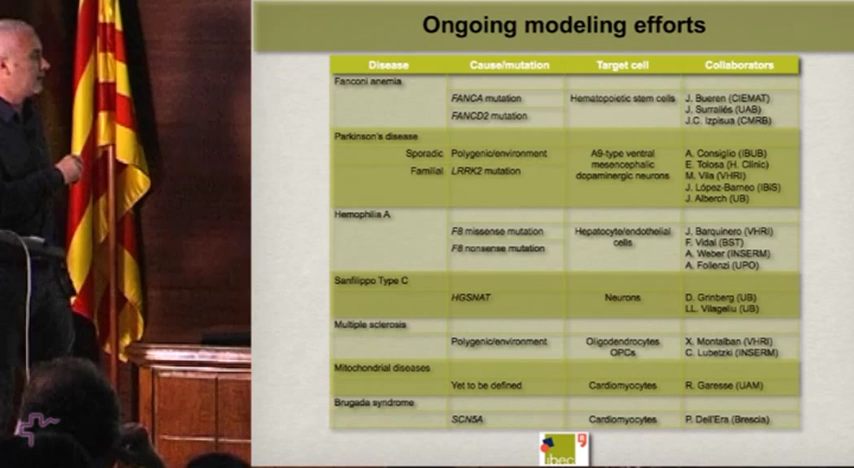 Ongoing modeling efforts
Disease Cause/mutation Target cell Collaborators
Fanconi anemia
FANCA mutation Hematopoietic stem cells J. Bueren (CIEMAT)
FANCD2 mutation J. Surrallés (UAB)
J.C. Izpisua (CMRB)
Parkinson's disease
Sporadic Polygenic/environment A9-type ventral A. Consiglio (IBUB)
mesencephalic E. Tolosa (H. Clínic)
Familial LRRK2 mutation dopaminergic neurons M. Vila (VHRI)
J. López-Barneo (IBiS)
J. Alberch (UB)
Hemophilia A
F8 missense mutation Hepatocyte/endothelial J. Barquinero (VHRI)
F8 nonsense mutation cells F. Vidal (BST)
A. Weber (INSERM)
A. Follenzi (UPO)
Sanfilippo Type C
HGSNAT Neurons D. Grinberg (UB)
LL. Vilageliu (UB)
Multiple sclerosis
Polygenic/environment Oligodendrocytes X. Montalban (VHRI)
OPCs C. Lubetzki (INSERM)
Mitochondrial diseases
Yet to be defined Cardiomyocytes R. Garesse (UAM)
Brugada syndrome
SCN5A Cardiomyocytes P. Dell'Era (Brescia)
ibec